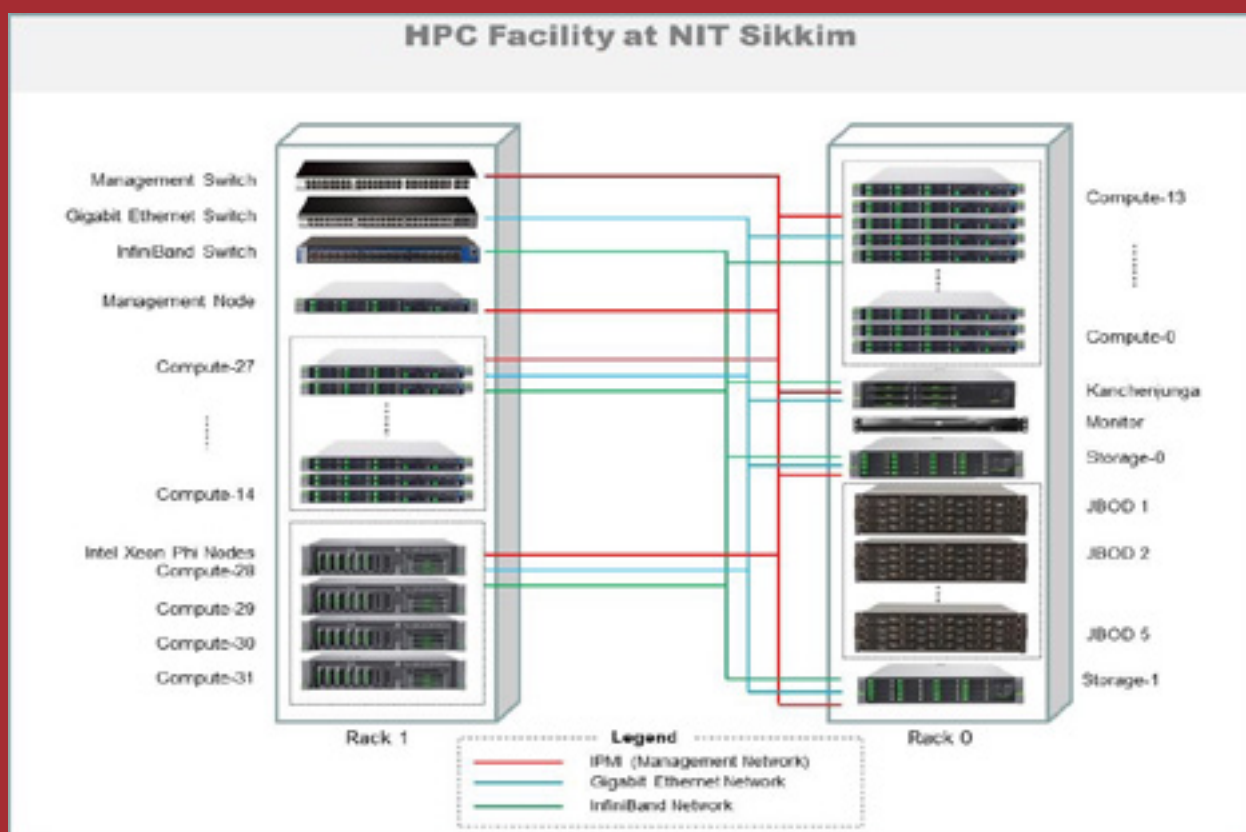 HPC Facility at NIT Sikkim
Management Switch
Gigabit Ethernet Switch
InfiniBand Switch
Management Node
Compute-27
Compute-14
Intel Xeon Phi Nodes
Compute-28
Compute-29
Compute-30
Compute-31
Rack 1
Compute-13
Compute-0
Kanchenjunga
Monitor
Storage-0
JBOD 1
JBOD 2
JBOD 5
Storage-1
Rack 0
Legend
IPMI (Management Network)
Gigabit Ethernet Network
InfiniBand Network